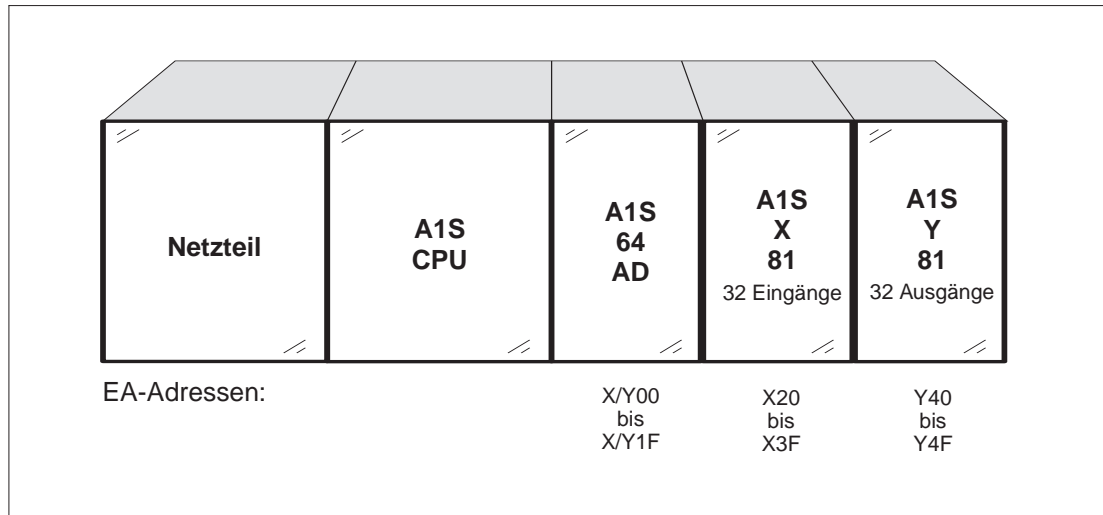 Netzteil
A1S
CPU
A1S
64
AD
A1S
X
81
32 Eingänge
A1S
Y
81
32 Ausgänge
EA-Adressen:
X/Y00
bis
X/Y1F
X20
bis
X3F
Y40
bis
Y4F